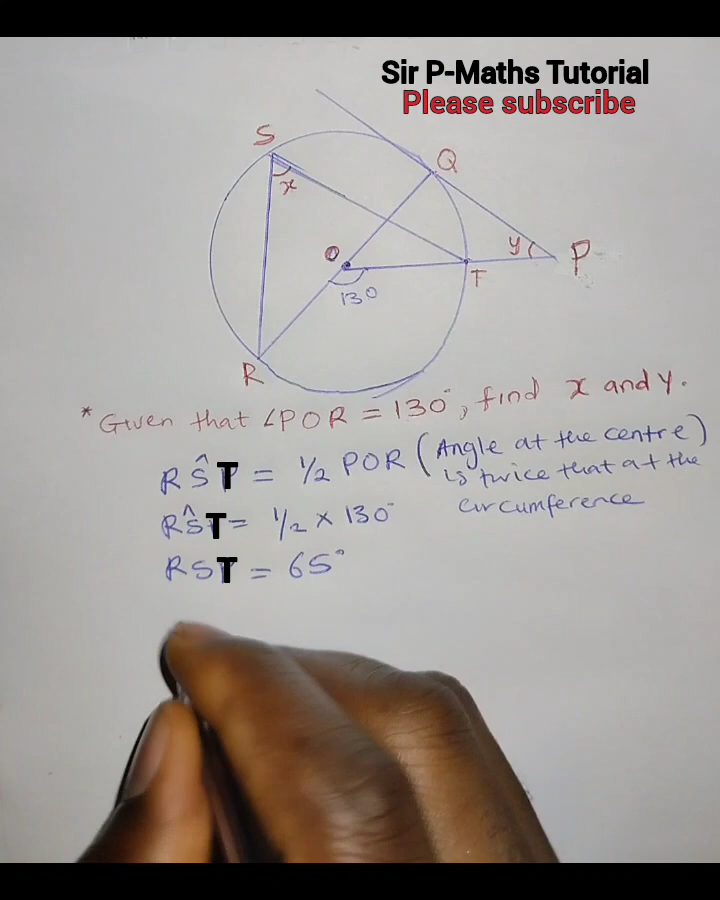 Sir P-Maths Tutorial
Please subscribe
S
Q
x
O
y
P
T
130
R
* Given that ∠POR = 130°, find x and y.
RŜT = 1/2 POR (Angle at the centre)
is twice that at the
circumference
RŜT = 1/2 x 130°
RST = 65°